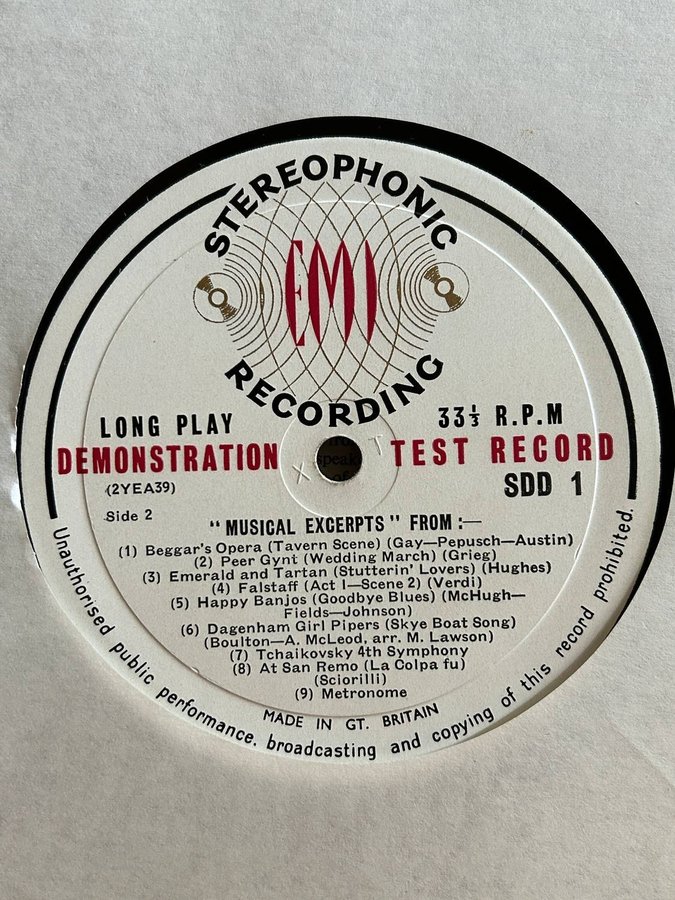 STEREOPHONIC
EMI
RECORDING
LONG PLAY
33⅓ R.P.M
DEMONSTRATION
TEST RECORD
(2YEA39)
SDD 1
Side 2
"MUSICAL EXCERPTS" FROM :—
(1) Beggar's Opera (Tavern Scene) (Gay—Pepusch—Austin)
(2) Peer Gynt (Wedding March) (Grieg)
(3) Emerald and Tartan (Stutterin' Lovers) (Hughes)
(4) Falstaff (Act I—Scene 2) (Verdi)
(5) Happy Banjos (Goodbye Blues) (McHugh—
Fields—Johnson)
(6) Dagenham Girl Pipers (Skye Boat Song)
(Boulton—A. McLeod, arr. M. Lawson)
(7) Tchaikovsky 4th Symphony
(8) At San Remo (La Colpa fu)
(Sciorilli)
(9) Metronome
MADE IN GT. BRITAIN
Unauthorised public performance, broadcasting and copying of this record prohibited.
X T